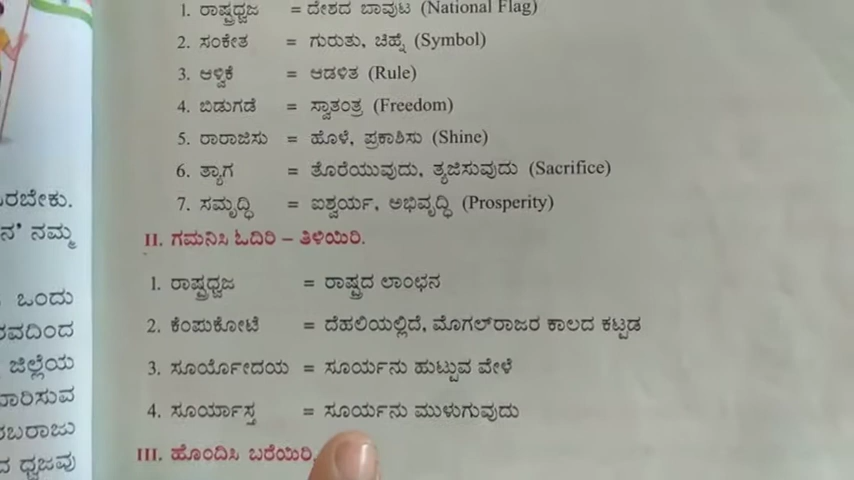 1. ರಾಷ್ಟ್ರಧ್ವಜ = ದೇಶದ ಬಾವುಟ (National Flag)
2. ಸಂಕೇತ = ಗುರುತು, ಚಿಹ್ನೆ (Symbol)
3. ಆಳ್ವಿಕೆ = ಆಡಳಿತ (Rule)
4. ಬಿಡುಗಡೆ = ಸ್ವಾತಂತ್ರ (Freedom)
5. ರಾರಾಜಿಸು = ಹೊಳೆ, ಪ್ರಕಾಶಿಸು (Shine)
6. ತ್ಯಾಗ = ತೊರೆಯುವುದು, ತ್ಯಜಿಸುವುದು (Sacrifice)
7. ಸಮೃದ್ಧಿ = ಐಶ್ವರ್ಯ, ಅಭಿವೃದ್ಧಿ (Prosperity)
II. ಗಮನಿಸಿ ಓದಿರಿ – ತಿಳಿಯಿರಿ.
1. ರಾಷ್ಟ್ರಧ್ವಜ = ರಾಷ್ಟ್ರದ ಲಾಂಛನ
2. ಕೆಂಪುಕೋಟೆ = ದೆಹಲಿಯಲ್ಲಿದೆ, ಮೊಗಲ್‌ರಾಜರ ಕಾಲದ ಕಟ್ಟಡ
3. ಸೂರ್ಯೋದಯ = ಸೂರ್ಯನು ಹುಟ್ಟುವ ವೇಳೆ
4. ಸೂರ್ಯಾಸ್ತ = ಸೂರ್ಯನು ಮುಳುಗುವುದು
III. ಹೊಂದಿಸಿ ಬರೆಯಿರಿ.
ನಮ್ಮ
ಒಂದು
ಜಿಲ್ಲೆಯ
ಧ್ವಜವು